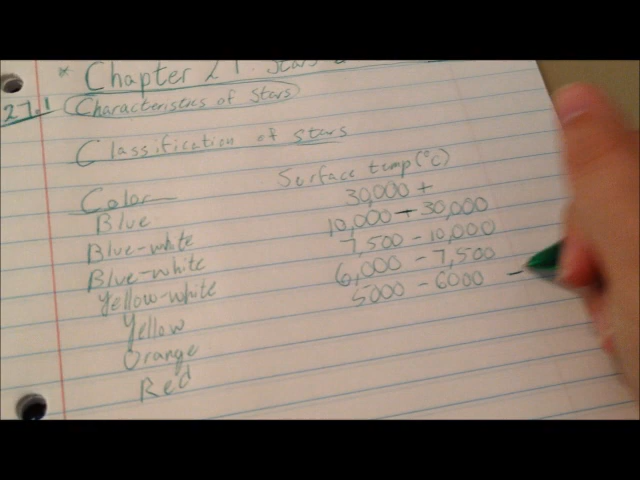 * Chapter 27: Stars
27.1 Characteristics of Stars
Classification of stars
Color Surface temp (°C)
Blue 30,000 +
Blue-white 10,000 - 30,000
Blue-white 7,500 - 10,000
Yellow-white 6,000 - 7,500
Yellow 5000 - 6000 -
Orange
Red